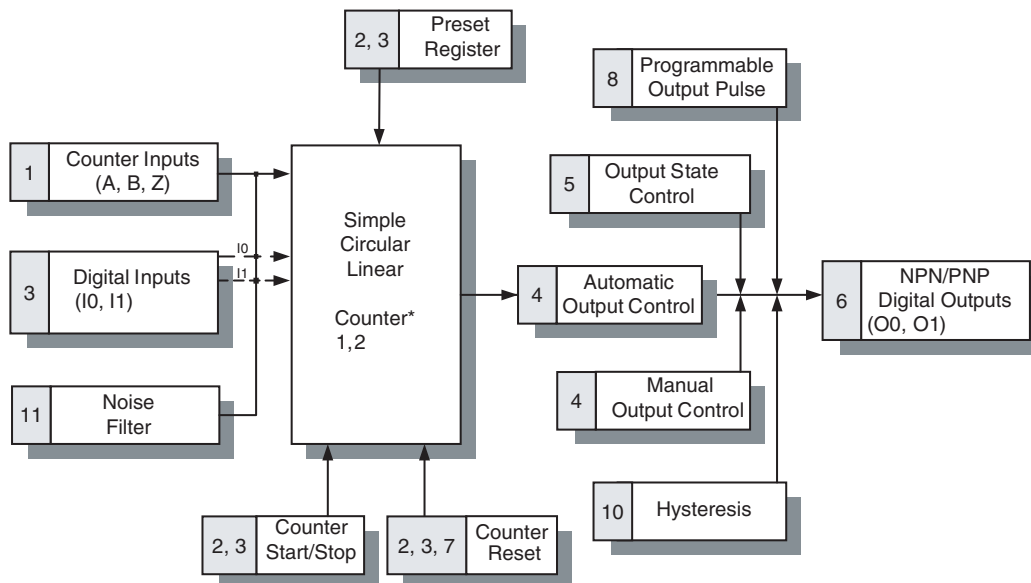 2, 3
Preset
Register
8
Programmable
Output Pulse
1
Counter Inputs
(A, B, Z)
5
Output State
Control
3
Digital Inputs
(I0, I1)
I0
I1
Simple
Circular
Linear
Counter*
1,2
4
Automatic
Output Control
6
NPN/PNP
Digital Outputs
(O0, O1)
11
Noise
Filter
4
Manual
Output Control
10
Hysteresis
2, 3
Counter
Start/Stop
2, 3, 7
Counter
Reset